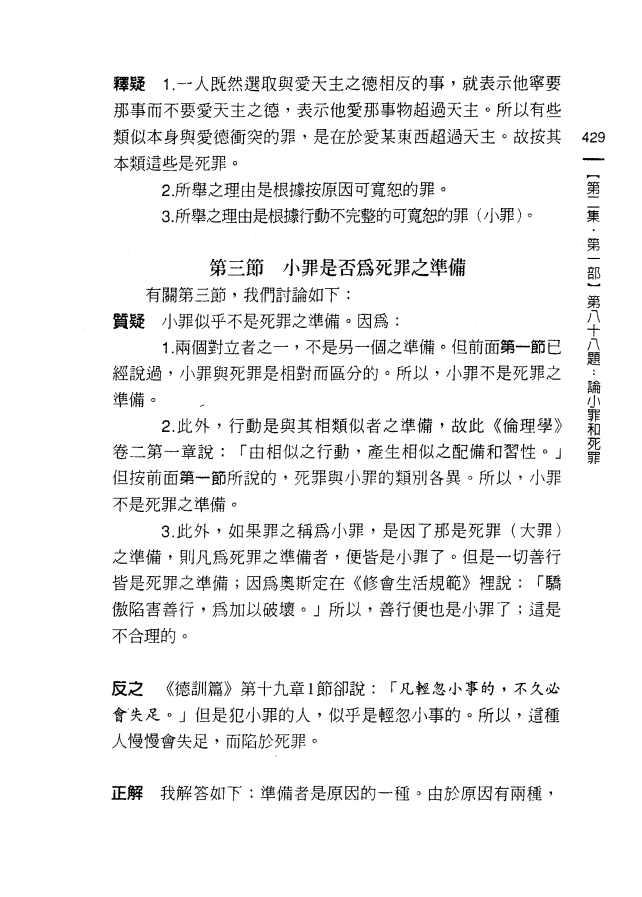 釋疑　1.一人既然選取與愛天主之德相反的事，就表示他寧要
那事而不要愛天主之德，表示他愛那事物超過天主。所以有些
類似本身與愛德衝突的罪，是在於愛某東西超過天主。故按其
本類這些是死罪。
2.所舉之理由是根據按原因可寬恕的罪。
3.所舉之理由是根據行動不完整的可寬恕的罪（小罪）。
第三節　小罪是否爲死罪之準備
有關第三節，我們討論如下：
質疑　小罪似乎不是死罪之準備。因爲：
1.兩個對立者之一，不是另一個之準備。但前面第一節已
經說過，小罪與死罪是相對而區分的。所以，小罪不是死罪之
準備。
2.此外，行動是與其相類似者之準備，故此《倫理學》
卷二第一章說：「由相似之行動，產生相似之配備和習性。」
但按前面第一節所說的，死罪與小罪的類別各異。所以，小罪
不是死罪之準備。
3.此外，如果罪之稱爲小罪，是因了那是死罪（大罪）
之準備，則凡爲死罪之準備者，便皆是小罪了。但是一切善行
皆是死罪之準備；因爲奧斯定在《修會生活規範》裡說：「驕
傲陷害善行，爲加以破壞。」所以，善行便也是小罪了；這是
不合理的。
反之　《德訓篇》第十九章1節卻說：「凡輕忽小事的，不久必
會失足。」但是犯小罪的人，似乎是輕忽小事的。所以，這種
人慢慢會失足，而陷於死罪。
正解　我解答如下：準備者是原因的一種。由於原因有兩種，
429
【第二集．第一部】第八十八題：論小罪和死罪